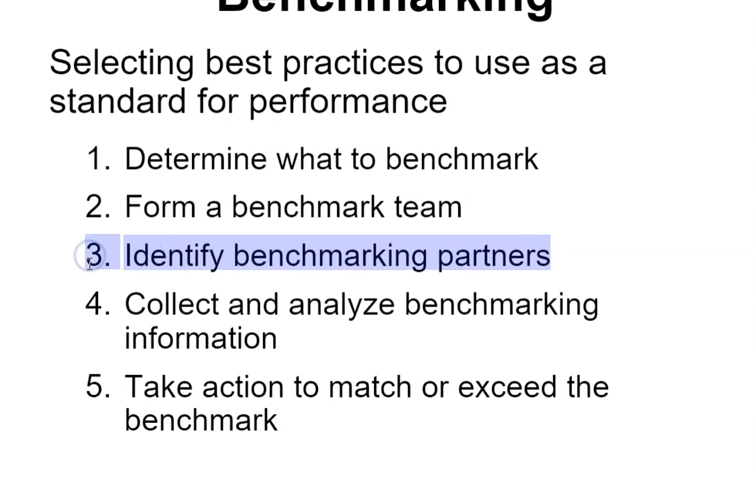 Benchmarking
Selecting best practices to use as a
standard for performance
1. Determine what to benchmark
2. Form a benchmark team
3. Identify benchmarking partners
4. Collect and analyze benchmarking
information
5. Take action to match or exceed the
benchmark